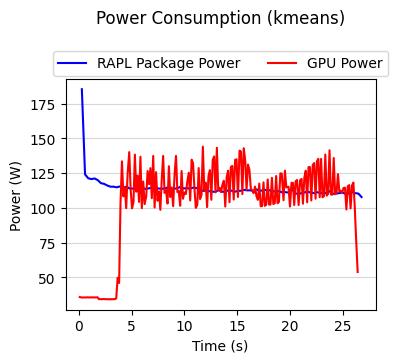 Power Consumption (kmeans)
RAPL Package Power
GPU Power
Power (W)
175
150
125
100
75
50
0
5
10
15
20
25
Time (s)